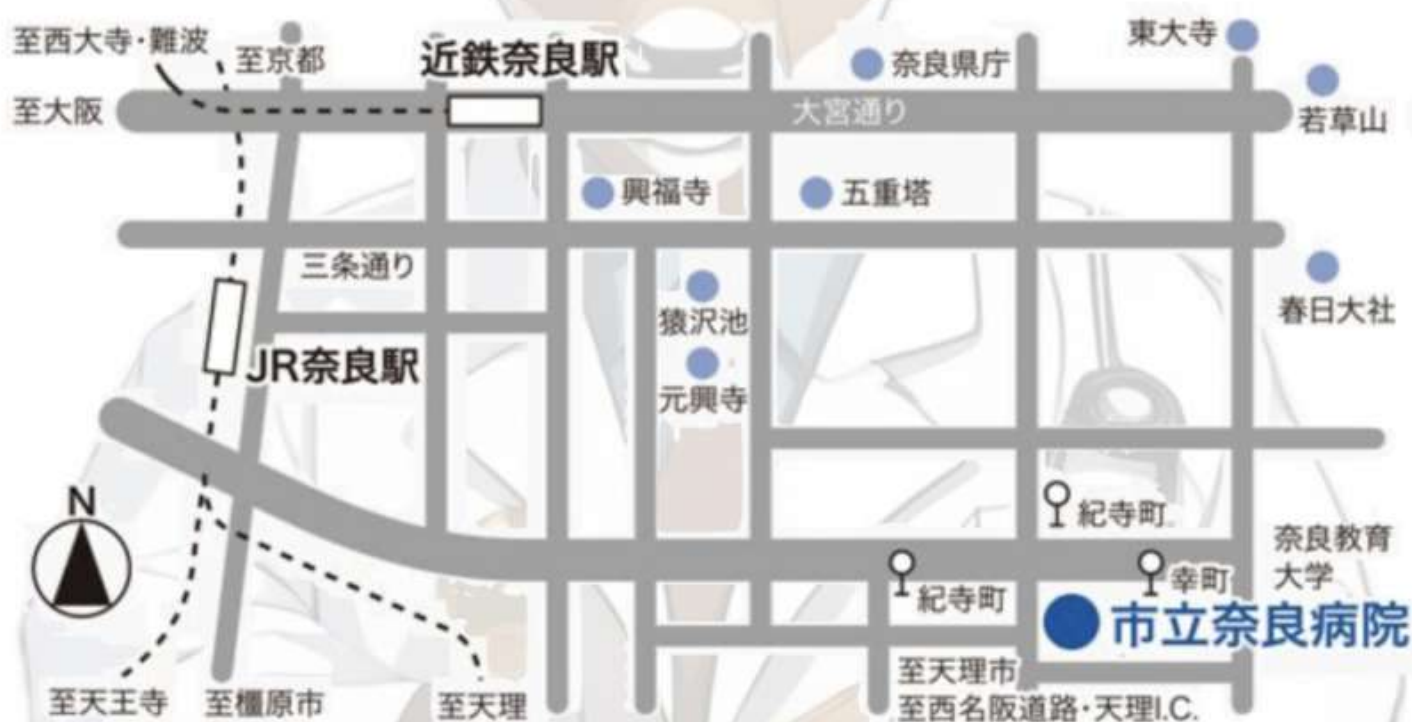 至西大寺・難波
至京都
近鉄奈良駅
奈良県庁
東大寺
至大阪
大宮通り
若草山
興福寺
五重塔
三条通り
猿沢池
春日大社
JR奈良駅
元興寺
N
紀寺町
奈良教育
大学
紀寺町
幸町
市立奈良病院
至天王寺
至橿原市
至天理
至天理市
至西名阪道路・天理I.C.